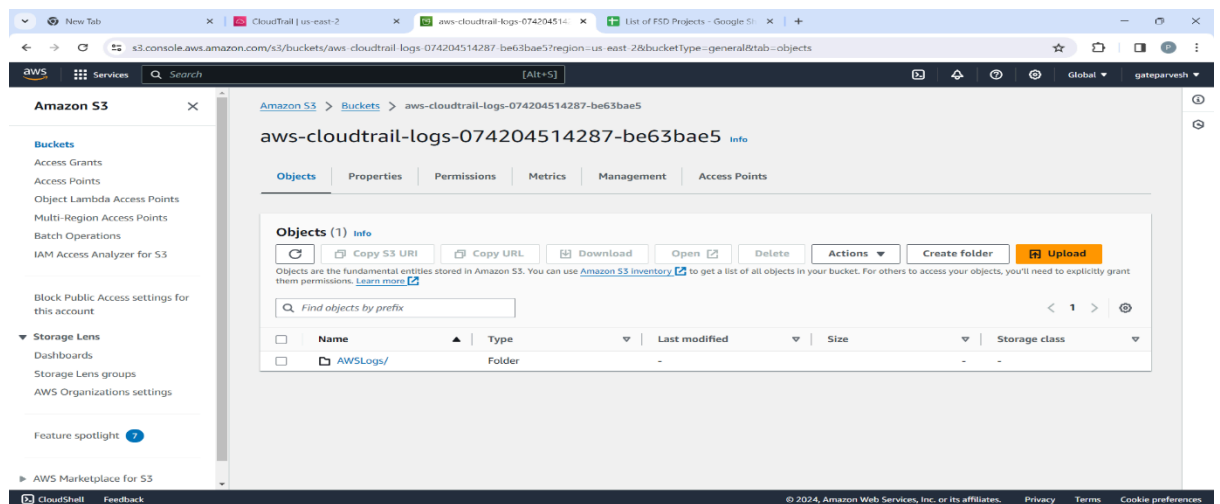 New Tab
CloudTrail | us-east-2
aws-cloudtrail-logs-07420451428
List of FSD Projects - Google Sh
s3.console.aws.amazon.com/s3/buckets/aws-cloudtrail-logs-074204514287-be63bae5?region=us-east-2&bucketType=general&tab=objects
P
aws
Services
Search
[Alt+S]
Global
gateparvesh
Amazon S3
Buckets
Access Grants
Access Points
Object Lambda Access Points
Multi-Region Access Points
Batch Operations
IAM Access Analyzer for S3
Block Public Access settings for
this account
Storage Lens
Dashboards
Storage Lens groups
AWS Organizations settings
Feature spotlight 7
AWS Marketplace for S3
Amazon S3 > Buckets > aws-cloudtrail-logs-074204514287-be63bae5
aws-cloudtrail-logs-074204514287-be63bae5 Info
Objects Properties Permissions Metrics Management Access Points
Objects (1) Info
Copy S3 URI Copy URL Download Open Delete Actions Create folder Upload
Objects are the fundamental entities stored in Amazon S3. You can use Amazon S3 inventory to get a list of all objects in your bucket. For others to access your objects, you'll need to explicitly grant
them permissions. Learn more
Find objects by prefix
< 1 >
Name Type Last modified Size Storage class
AWSLogs/ Folder - - -
CloudShell Feedback © 2024, Amazon Web Services, Inc. or its affiliates. Privacy Terms Cookie preferences